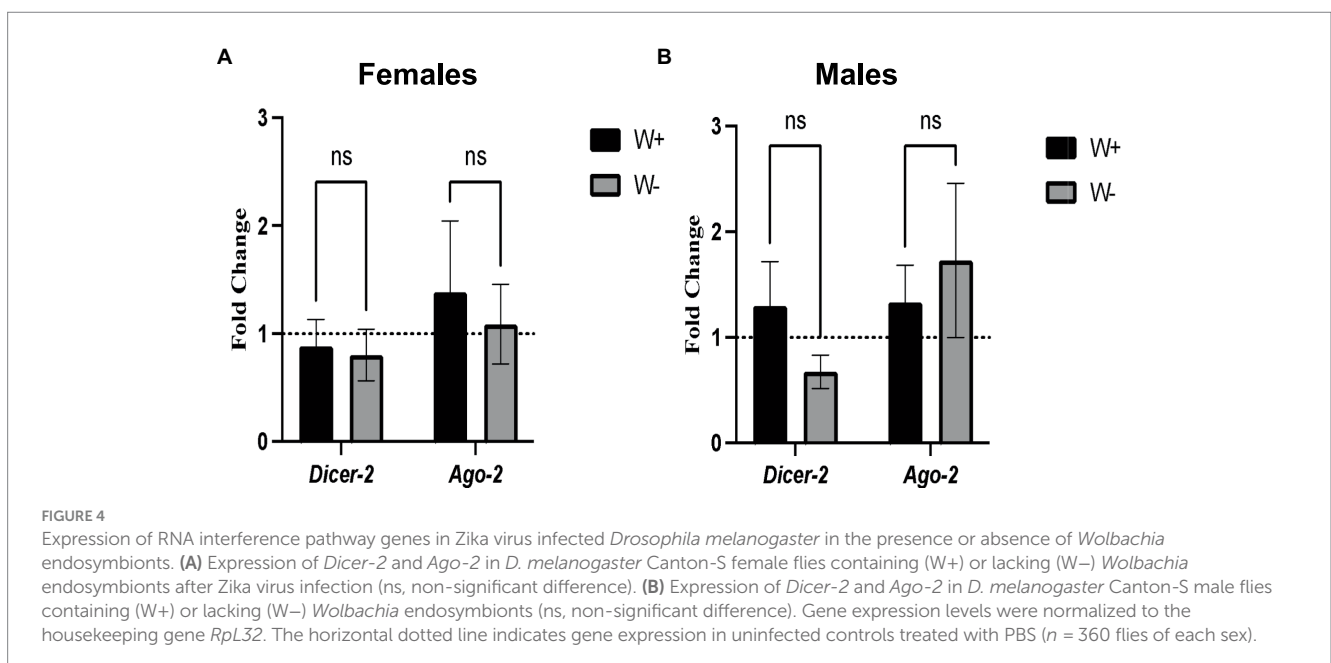 A
Females
3
2
1
0
Fold Change
ns
ns
W+
W-
Dicer-2
Ago-2
B
Males
3
2
1
0
Fold Change
ns
ns
W+
W-
Dicer-2
Ago-2
FIGURE 4
Expression of RNA interference pathway genes in Zika virus infected Drosophila melanogaster in the presence or absence of Wolbachia
endosymbionts. (A) Expression of Dicer-2 and Ago-2 in D. melanogaster Canton-S female flies containing (W+) or lacking (W−) Wolbachia
endosymbionts after Zika virus infection (ns, non-significant difference). (B) Expression of Dicer-2 and Ago-2 in D. melanogaster Canton-S male flies
containing (W+) or lacking (W−) Wolbachia endosymbionts (ns, non-significant difference). Gene expression levels were normalized to the
housekeeping gene RpL32. The horizontal dotted line indicates gene expression in uninfected controls treated with PBS (n = 360 flies of each sex).